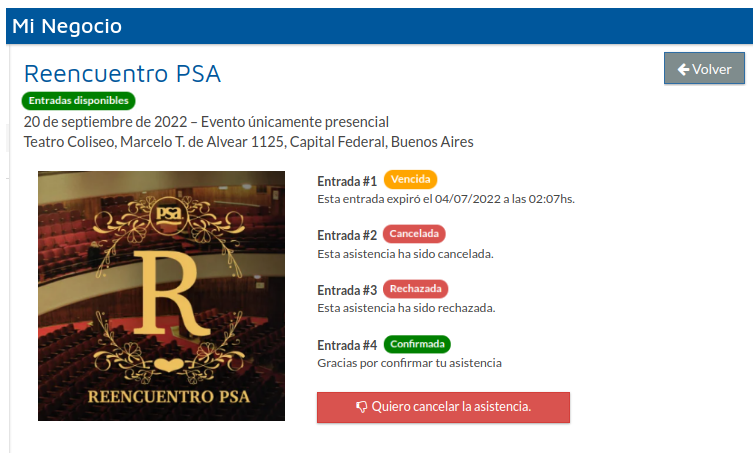 Mi Negocio
Reencuentro PSA
Volver
Entradas disponibles
20 de septiembre de 2022 – Evento únicamente presencial
Teatro Coliseo, Marcelo T. de Alvear 1125, Capital Federal, Buenos Aires
psa
R
REENCUENTRO PSA
Entrada #1 Vencida
Esta entrada expiró el 04/07/2022 a las 02:07hs.
Entrada #2 Cancelada
Esta asistencia ha sido cancelada.
Entrada #3 Rechazada
Esta asistencia ha sido rechazada.
Entrada #4 Confirmada
Gracias por confirmar tu asistencia
Quiero cancelar la asistencia.